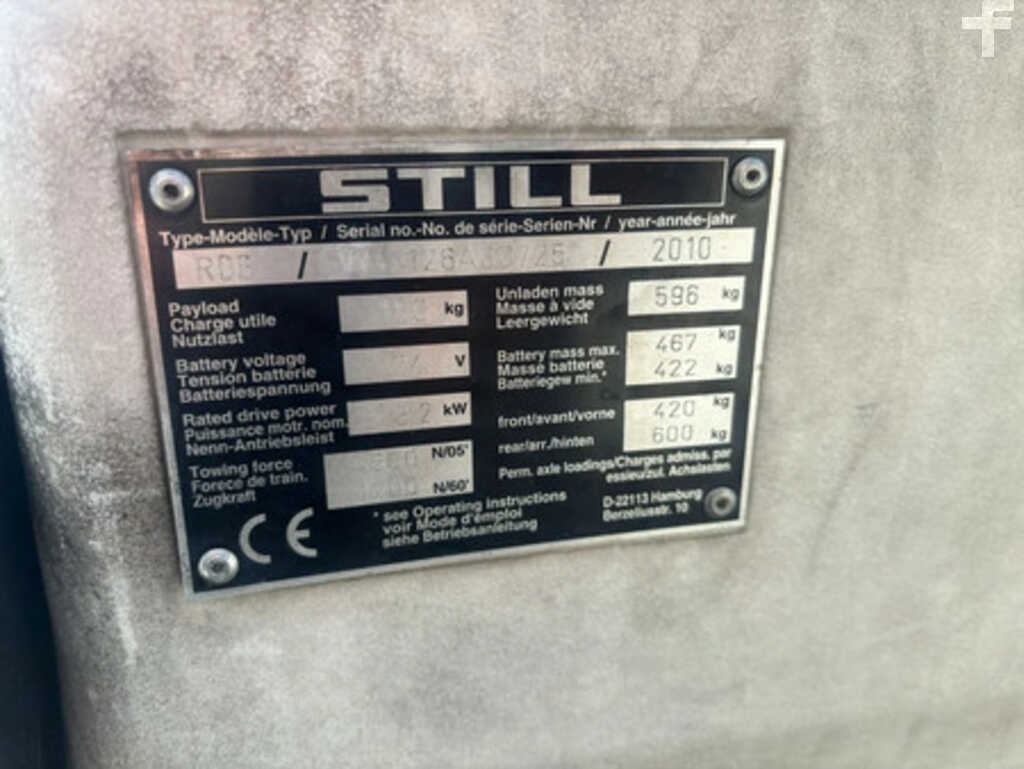 STILL
Type-Modèle-Typ / Serial no.-No. de série-Serien-Nr / year-année-jahr
/ / 2010
Payload
Charge utile
Nutzlast
kg
Unladen mass
Masse à vide
Leergewicht
596 kg
Battery voltage
Tension batterie
Batteriespannung
V
Battery mass max.
Masse batterie
Batteriegew min.*
467 kg
422 kg
Rated drive power
Puissance motr. nom.
Nenn-Antriebsleist
kW
front/avant/vorne
420 kg
rear/arr./hinten
600 kg
Towing force
Forece de train.
Zugkraft
N/05'
N/60'
Perm. axle loadings/Charges admiss. par
essieu/zul. Achslasten
CE
* see Operating Instructions
voir Mode d'émploi
siehe Betriebsanleitung
D-22113 Hamburg
Berzeliusstr. 10